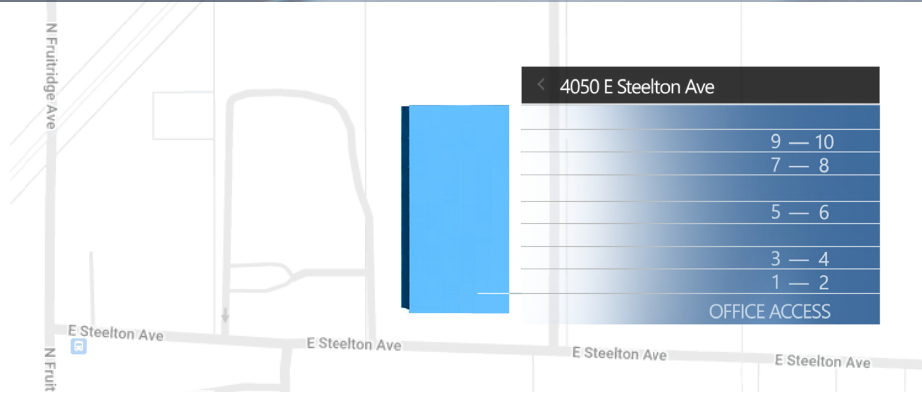 N Fruitridge Ave
4050 E Steelton Ave
9 — 10
7 — 8
5 — 6
3 — 4
1 — 2
OFFICE ACCESS
E Steelton Ave
E Steelton Ave
E Steelton Ave
E Steelton Ave
N Fruit